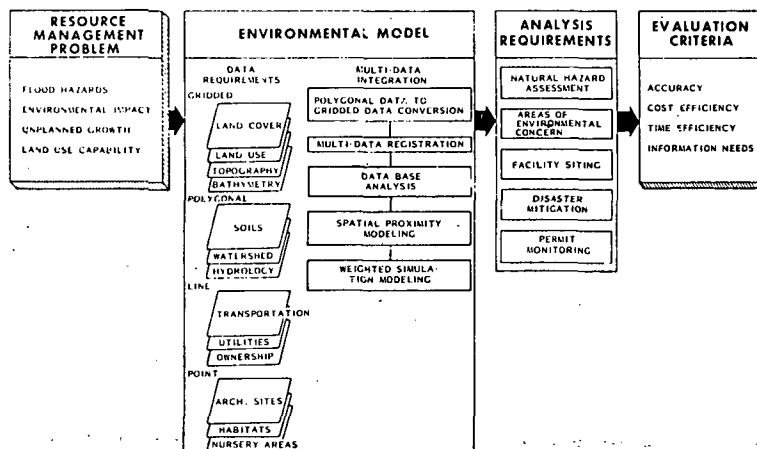 RESOURCE
MANAGEMENT
PROBLEM
FLOOD HAZARDS
ENVIRONMENTAL IMPACT
UNPLANNED GROWTH
LAND USE CAPABILITY
ENVIRONMENTAL MODEL
DATA
REQUIREMENTS
GRIDDED
LAND COVER
LAND USE
TOPOGRAPHY
BATHYMETRY
POLYGONAL
SOILS
WATERSHED
HYDROLOGY
LINE
TRANSPORTATION
UTILITIES
OWNERSHIP
POINT
ARCH. SITES
HABITATS
NURSERY AREAS
MULTI-DATA
INTEGRATION
POLYGONAL DATA TO
GRIDDED DATA CONVERSION
MULTI-DATA REGISTRATION
DATA BASE
ANALYSIS
SPATIAL PROXIMITY
MODELING
WEIGHTED SIMULA-
TION MODELING
ANALYSIS
REQUIREMENTS
NATURAL HAZARD
ASSESSMENT
AREAS OF
ENVIRONMENTAL
CONCERN
FACILITY SITING
DISASTER
MITIGATION
PERMIT
MONITORING
EVALUATION
CRITERIA
ACCURACY
COST EFFICIENCY
TIME EFFICIENCY
INFORMATION NEEDS